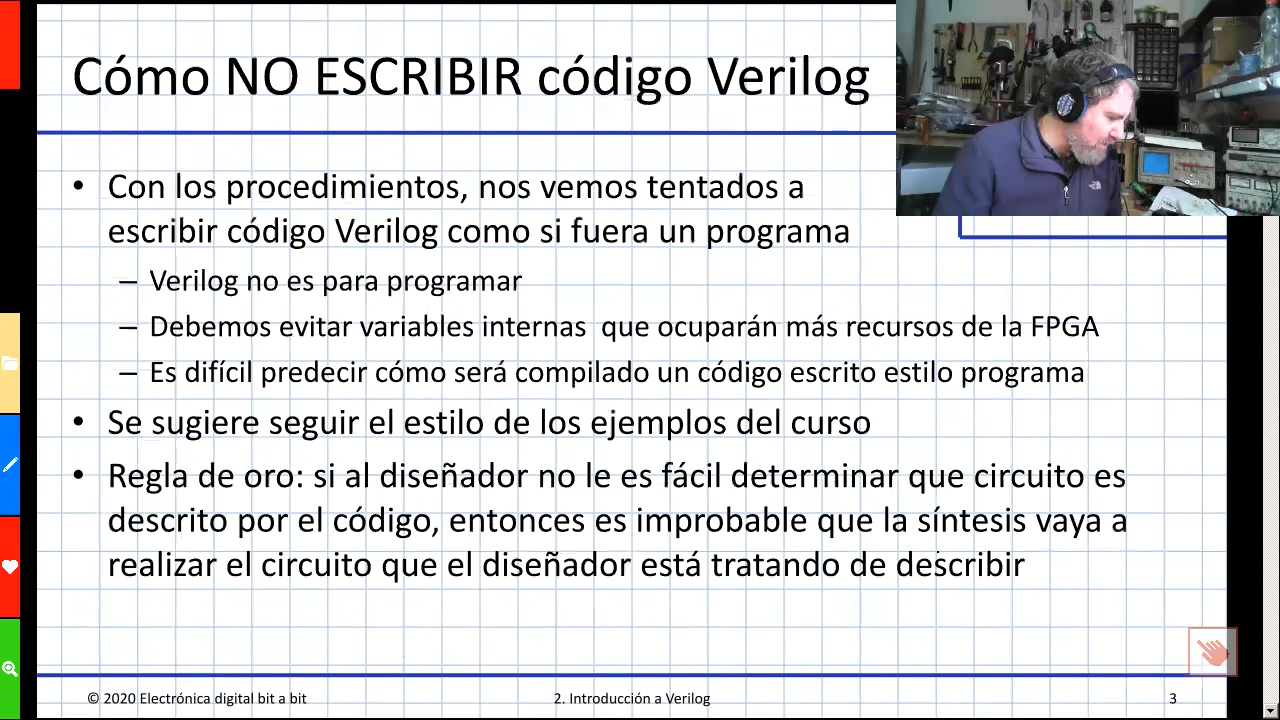 Cómo NO ESCRIBIR código Verilog
• Con los procedimientos, nos vemos tentados a
escribir código Verilog como si fuera un programa
– Verilog no es para programar
– Debemos evitar variables internas que ocuparán más recursos de la FPGA
– Es difícil predecir cómo será compilado un código escrito estilo programa
• Se sugiere seguir el estilo de los ejemplos del curso
• Regla de oro: si al diseñador no le es fácil determinar que circuito es
descrito por el código, entonces es improbable que la síntesis vaya a
realizar el circuito que el diseñador está tratando de describir
© 2020 Electrónica digital bit a bit
2. Introducción a Verilog
3